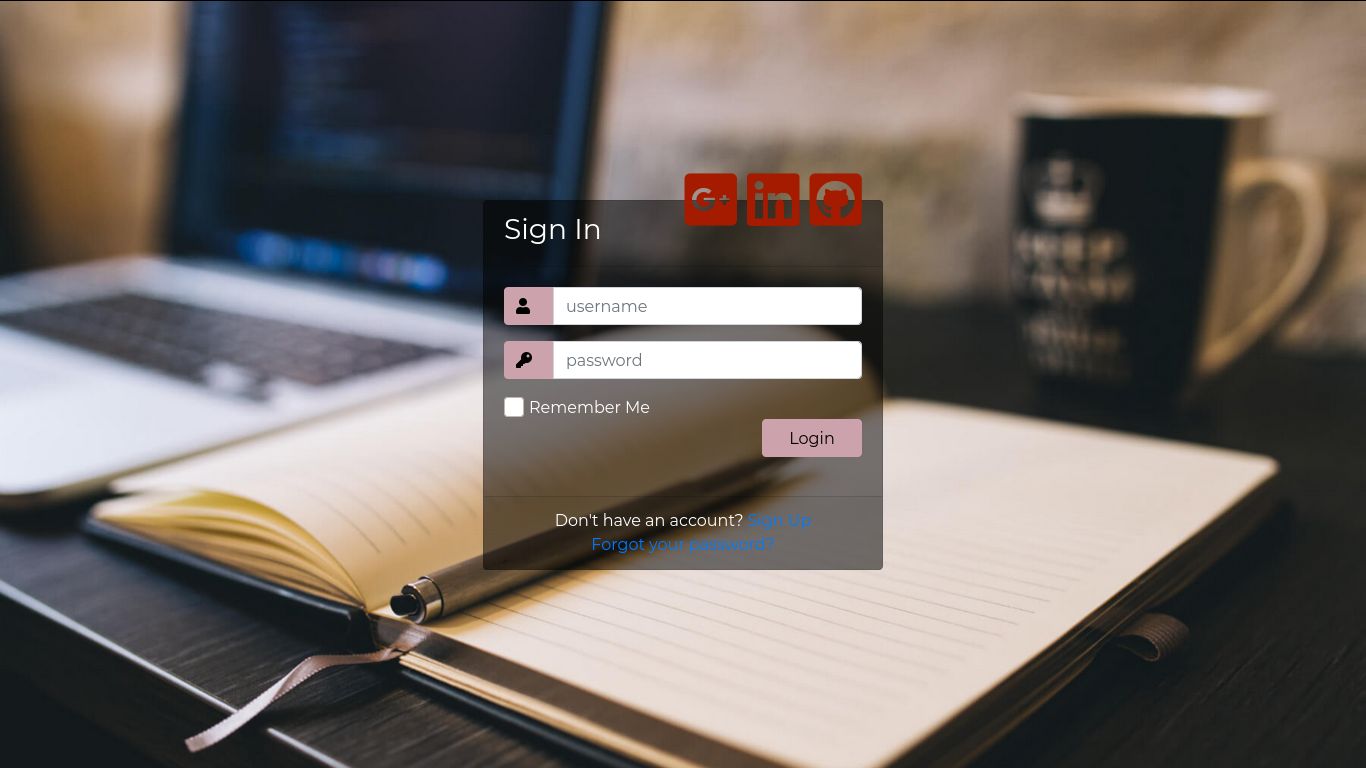 Sign In
username
password
Remember Me
Login
Don't have an account? Sign Up
Forgot your password?